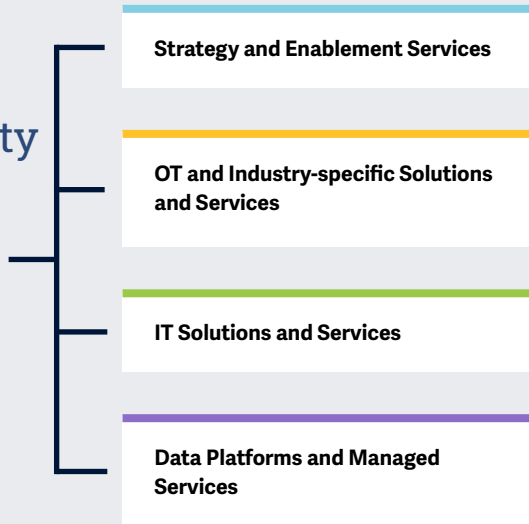 Strategy and Enablement Services
ty
OT and Industry-specific Solutions
and Services
IT Solutions and Services
Data Platforms and Managed
Services